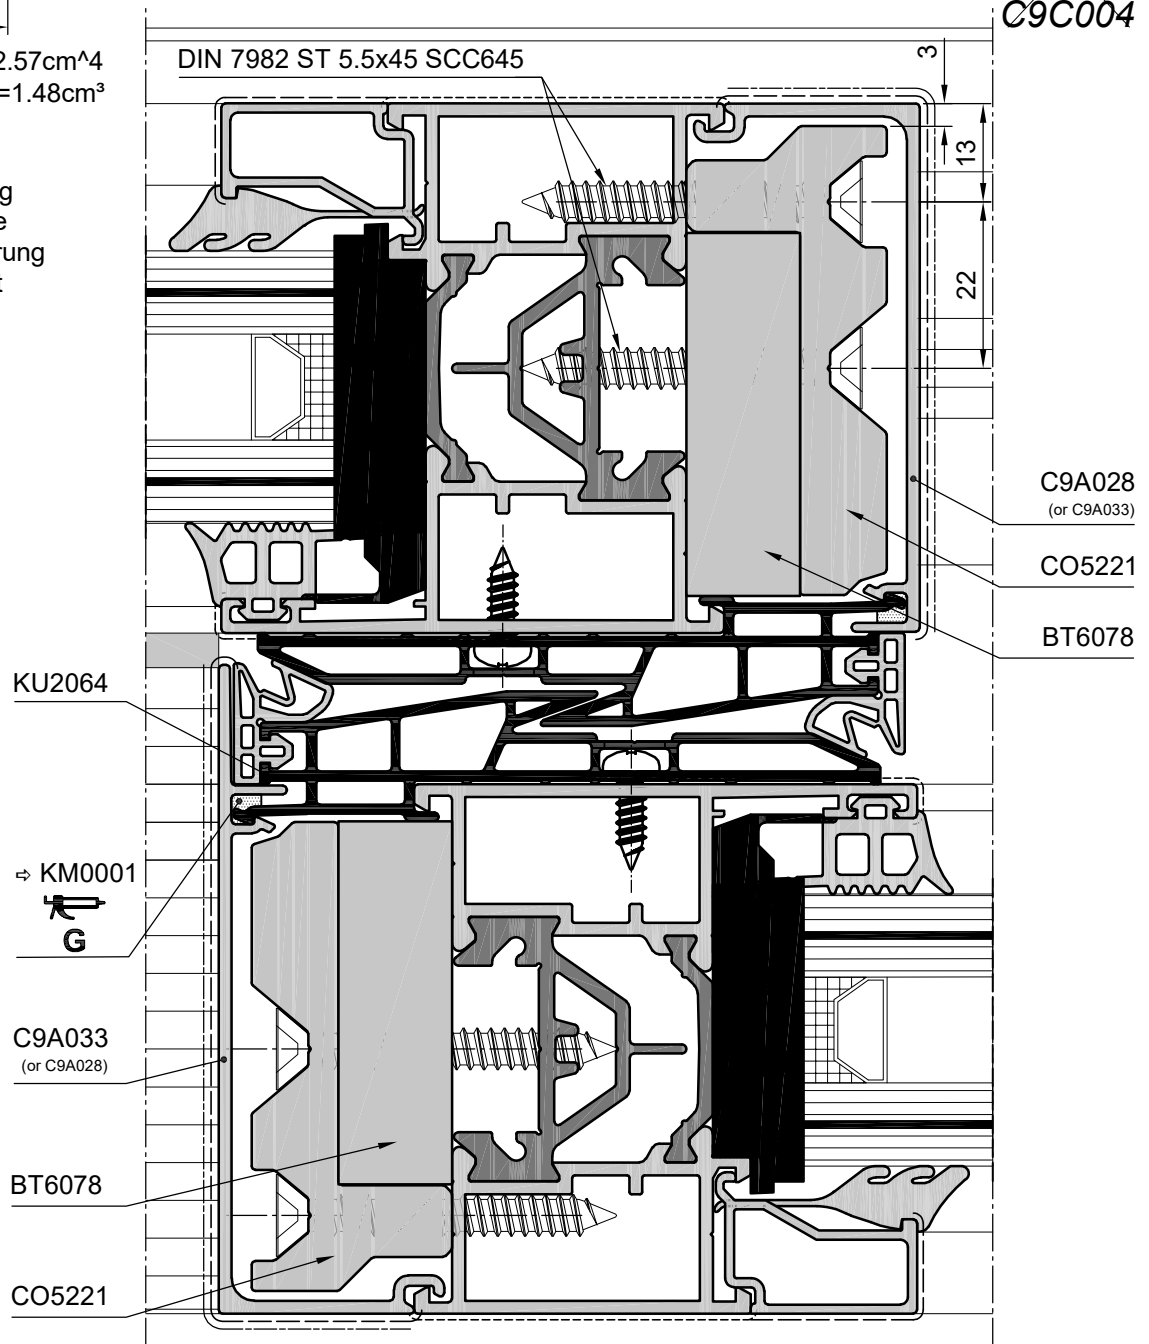 C9C004
2.57cm^4
=1.48cm³
DIN 7982 ST 5.5x45 SCC645
3
13
22
g
e
rung
t
C9A028
(or C9A033)
CO5221
BT6078
KU2064
⇨ KM0001
G
C9A033
(or C9A028)
BT6078
CO5221